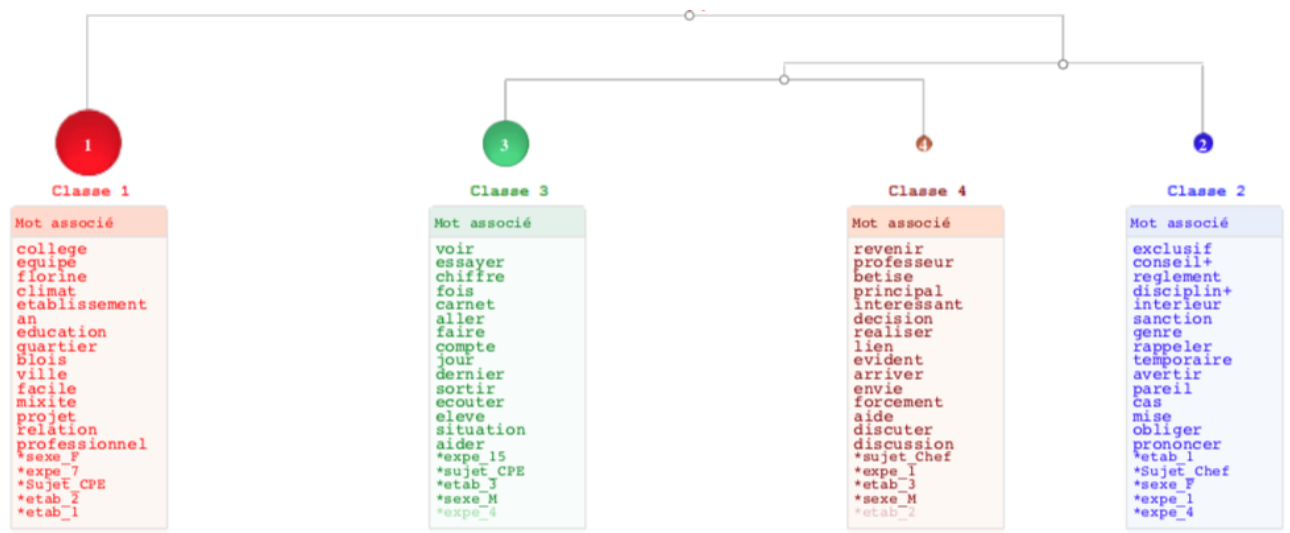 1
3
4
2
Classe 1
Mot associé
college
equipe
florine
climat
etablissement
an
education
quartier
blois
ville
facile
mixite
projet
relation
professionnel
*sexe_F
*expe_7
*Sujet_CPE
*etab_2
*etab_1
Classe 3
Mot associé
voir
essayer
chiffre
fois
carnet
aller
faire
compte
jour
dernier
sortir
ecouter
eleve
situation
aider
*expe_15
*sujet_CPE
*etab_3
*sexe_M
*expe_4
Classe 4
Mot associé
revenir
professeur
betise
principal
interessant
decision
realiser
lien
evident
arriver
envie
forcement
aide
discuter
discussion
*sujet_Chef
*expe_1
*etab_3
*sexe_M
*etab_2
Classe 2
Mot associé
exclusif
conseil+
reglement
disciplin+
interieur
sanction
genre
rappeler
temporaire
avertir
pareil
cas
mise
obliger
prononcer
*etab_1
*Sujet_Chef
*sexe_F
*expe_1
*expe_4